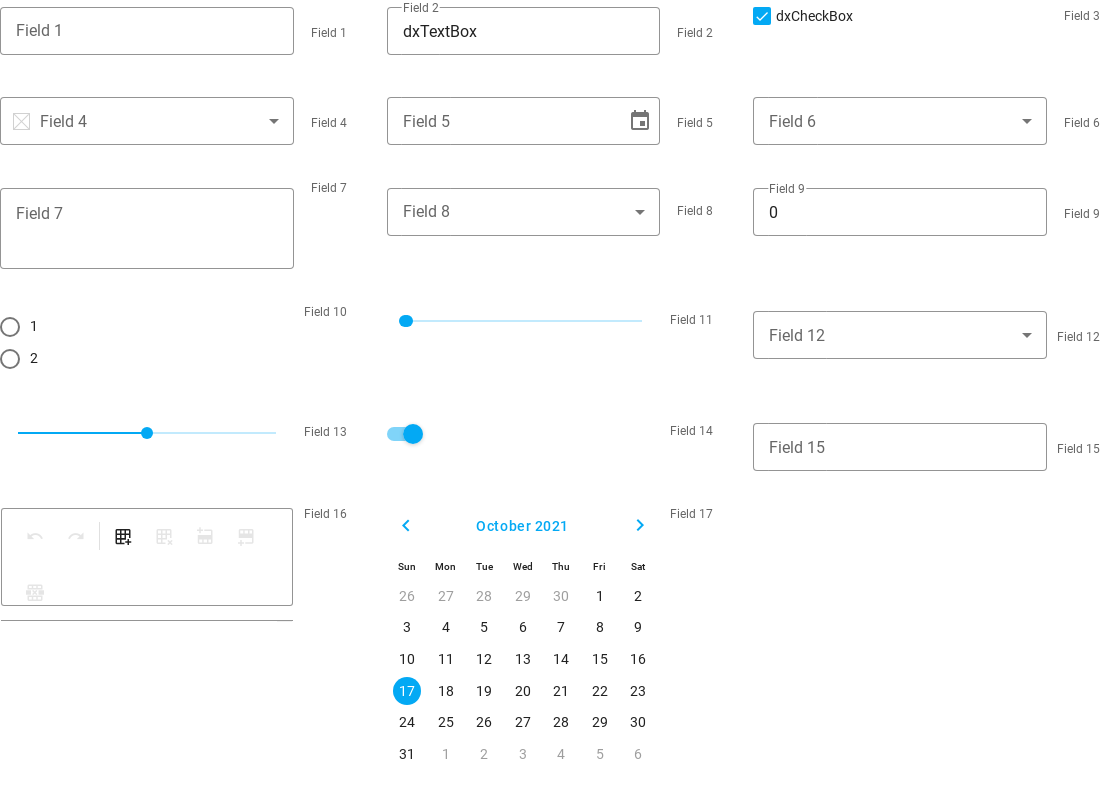 Field 1
Field 1
Field 2
dxTextBox
Field 2
dxCheckBox
Field 3
Field 4
Field 4
Field 5
Field 5
Field 6
Field 6
Field 7
Field 7
Field 8
Field 8
Field 9
0
Field 9
1
2
Field 10
Field 11
Field 12
Field 12
Field 13
Field 14
Field 15
Field 15
Field 16
October 2021
Field 17
Sun Mon Tue Wed Thu Fri Sat
26 27 28 29 30 1 2
3 4 5 6 7 8 9
10 11 12 13 14 15 16
17 18 19 20 21 22 23
24 25 26 27 28 29 30
31 1 2 3 4 5 6